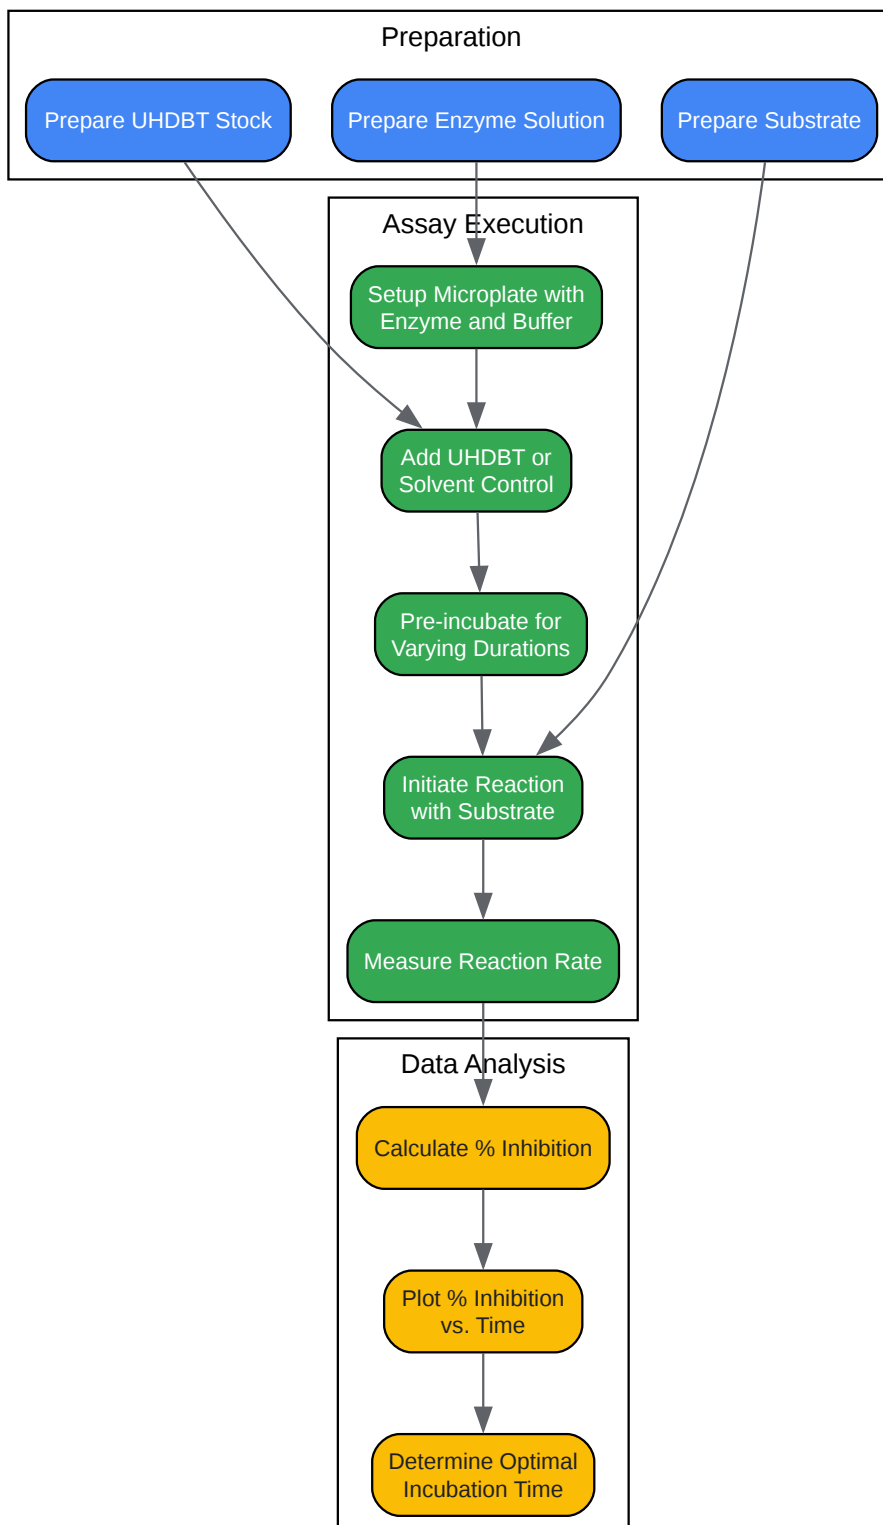 Preparation
Prepare UHDBT Stock
Prepare Enzyme Solution
Prepare Substrate
Assay Execution
Setup Microplate with
Enzyme and Buffer
Add UHDBT or
Solvent Control
Pre-incubate for
Varying Durations
Initiate Reaction
with Substrate
Measure Reaction Rate
Data Analysis
Calculate % Inhibition
Plot % Inhibition
vs. Time
Determine Optimal
Incubation Time